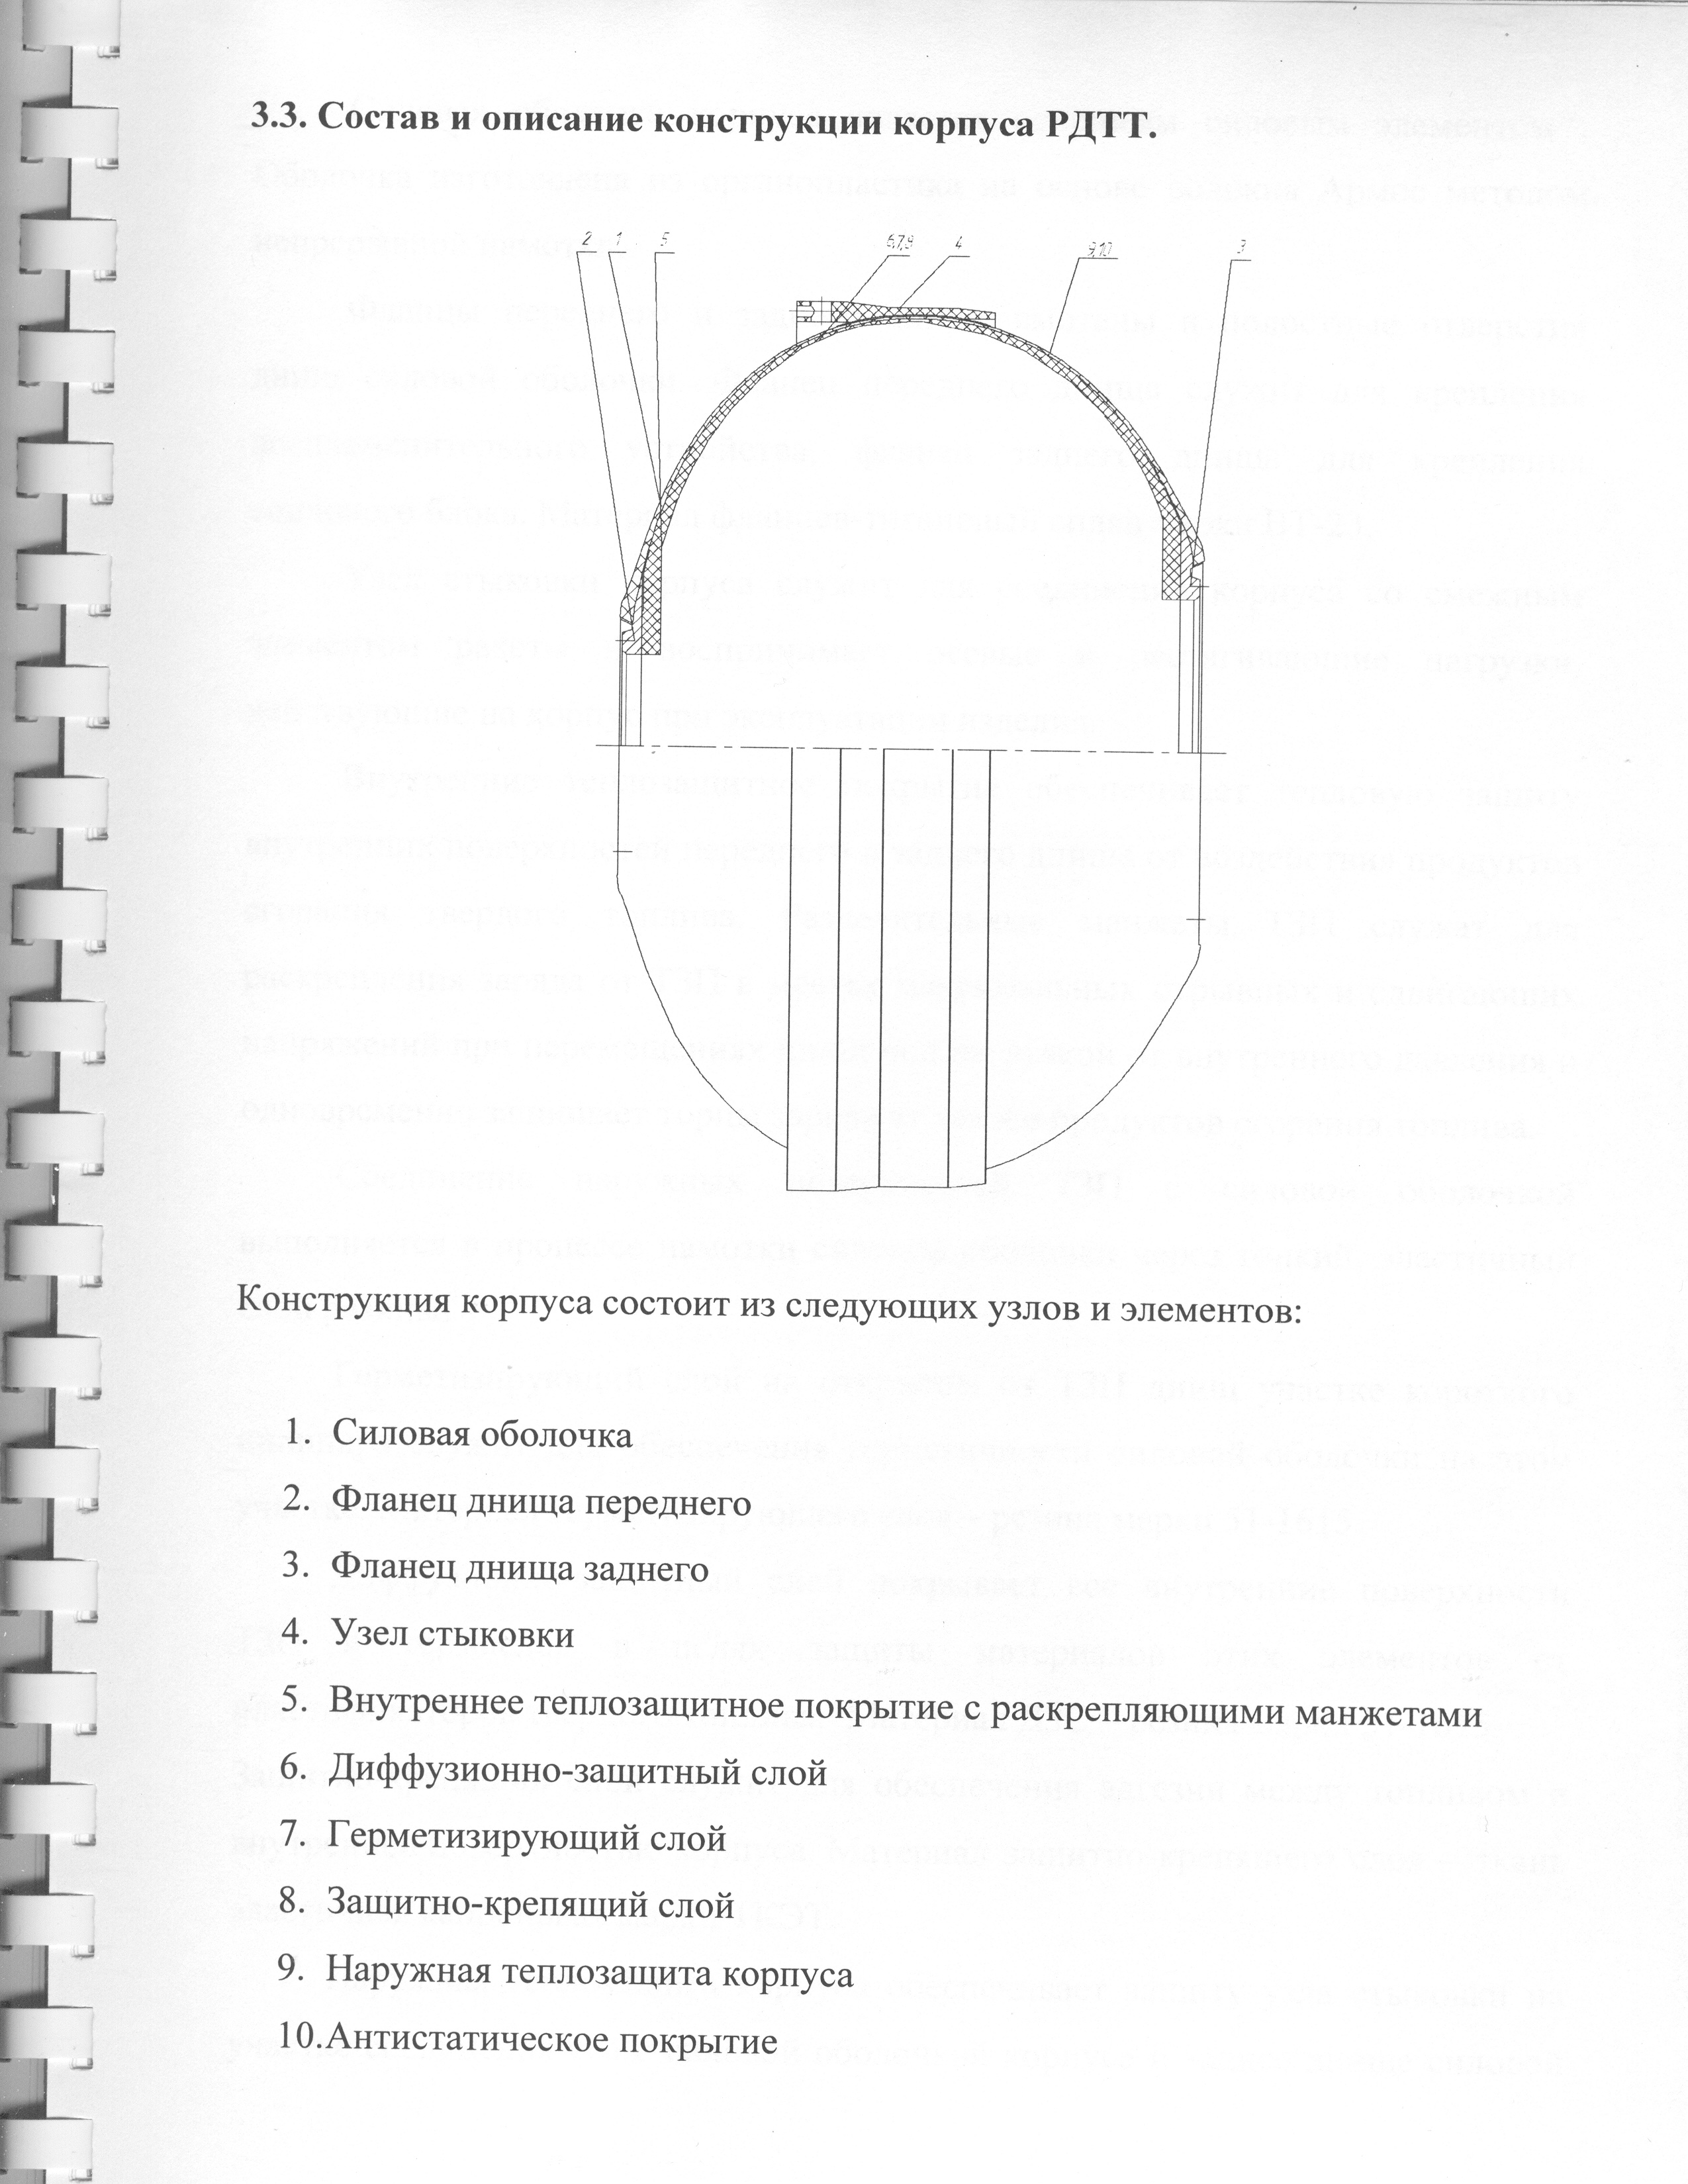 3.3. Состав и описание конструкции корпуса РДТТ.
2 1 5 6,7,8 4 9,10 3
Конструкция корпуса состоит из следующих узлов и элементов:
1. Силовая оболочка
2. Фланец днища переднего
3. Фланец днища заднего
4. Узел стыковки
5. Внутреннее теплозащитное покрытие с раскрепляющими манжетами
6. Диффузионно-защитный слой
7. Герметизирующий слой
8. Защитно-крепящий слой
9. Наружная теплозащита корпуса
10.Антистатическое покрытие